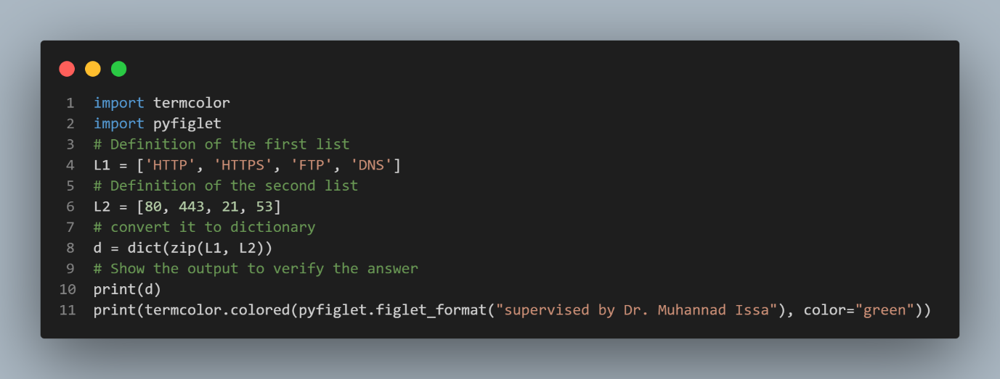 1 import termcolor
2 import pyfiglet
3 # Definition of the first list
4 L1 = ['HTTP', 'HTTPS', 'FTP', 'DNS']
5 # Definition of the second list
6 L2 = [80, 443, 21, 53]
7 # convert it to dictionary
8 d = dict(zip(L1, L2))
9 # Show the output to verify the answer
10 print(d)
11 print(termcolor.colored(pyfiglet.figlet_format("supervised by Dr. Muhannad Issa"), color="green"))